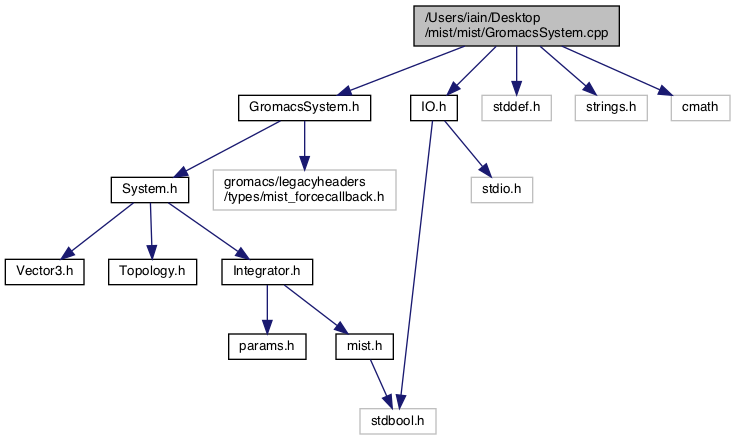 /Users/iain/Desktop
/mist/mist/GromacsSystem.cpp
GromacsSystem.h
IO.h
stddef.h
strings.h
cmath
System.h
gromacs/legacyheaders
/types/mist_forcecallback.h
stdio.h
Vector3.h
Topology.h
Integrator.h
params.h
mist.h
stdbool.h